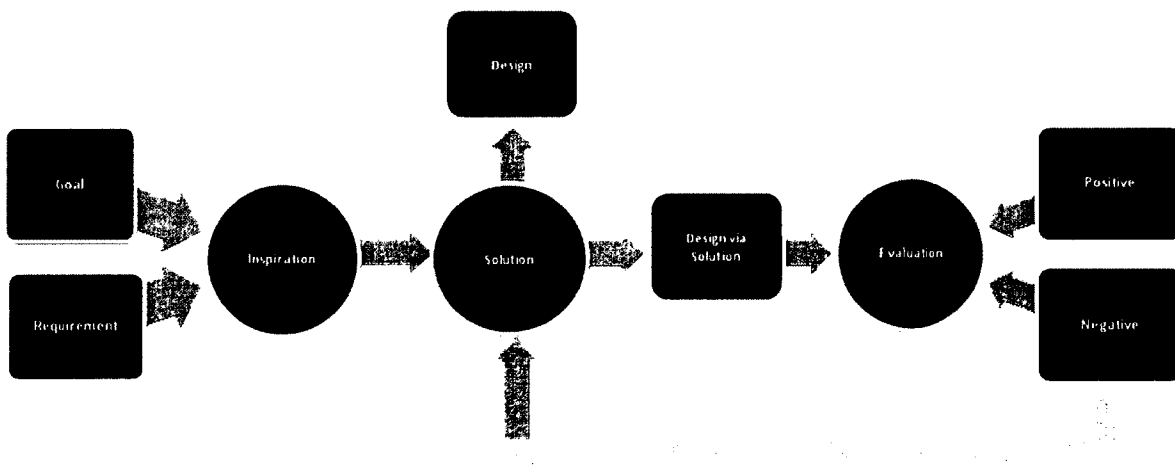 Design
Goal
Positive
Inspiration
Solution
Design via
Solution
Evaluation
Requirement
Negative